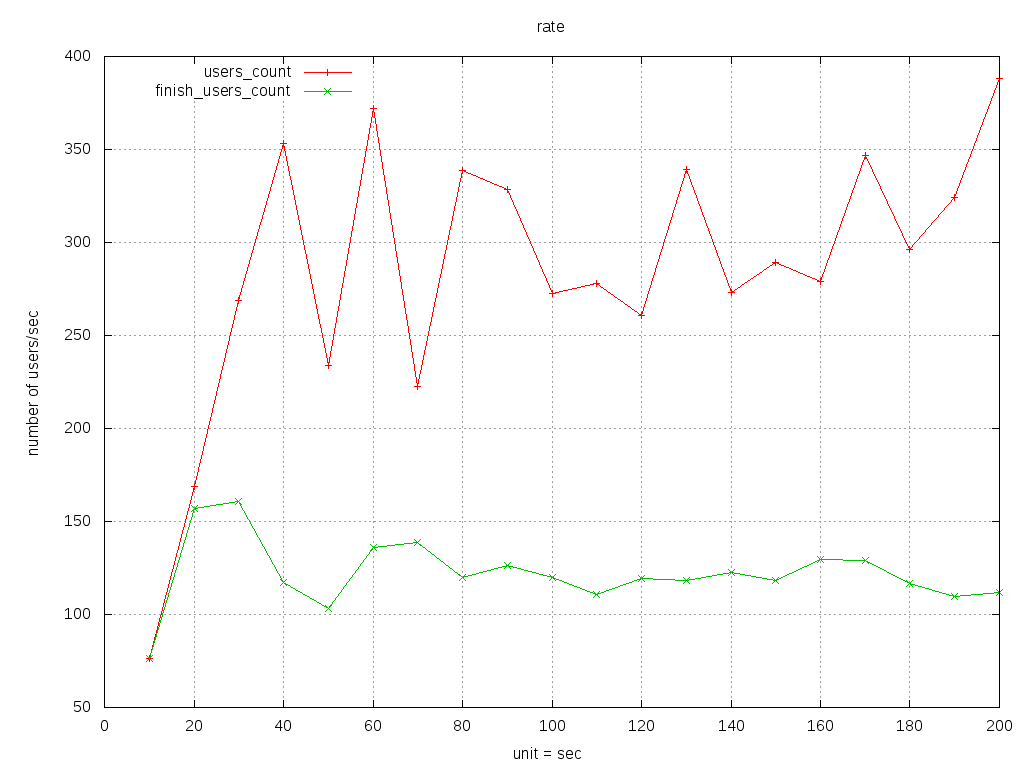 rate
users_count
finish_users_count
400
350
300
250
200
150
100
50
number of users/sec
0 20 40 60 80 100 120 140 160 180 200
unit = sec